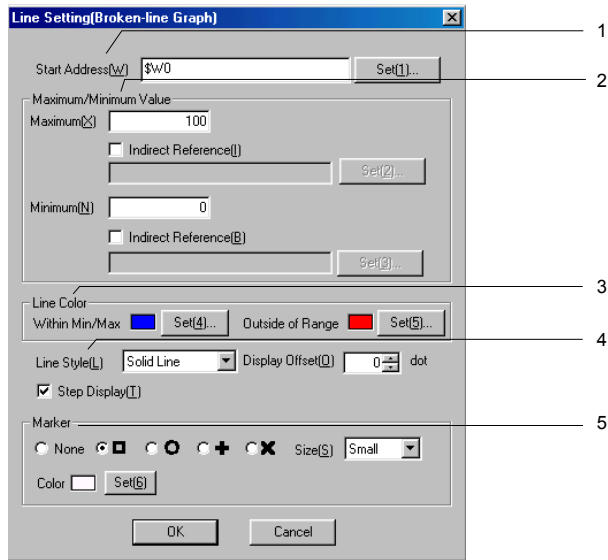 Line Setting(Broken-line Graph)
1
Start Address(W) $W0 Set(1)...
2
Maximum/Minimum Value
Maximum(X) 100
Indirect Reference(I)
Set(2)...
Minimum(N) 0
Indirect Reference(B)
Set(3)...
3
Line Color
Within Min/Max Set(4)... Outside of Range Set(5)...
4
Line Style(L) Solid Line Display Offset(O) 0 dot
Step Display(T)
Marker
5
None Size(S) Small
Color Set(6)
OK Cancel